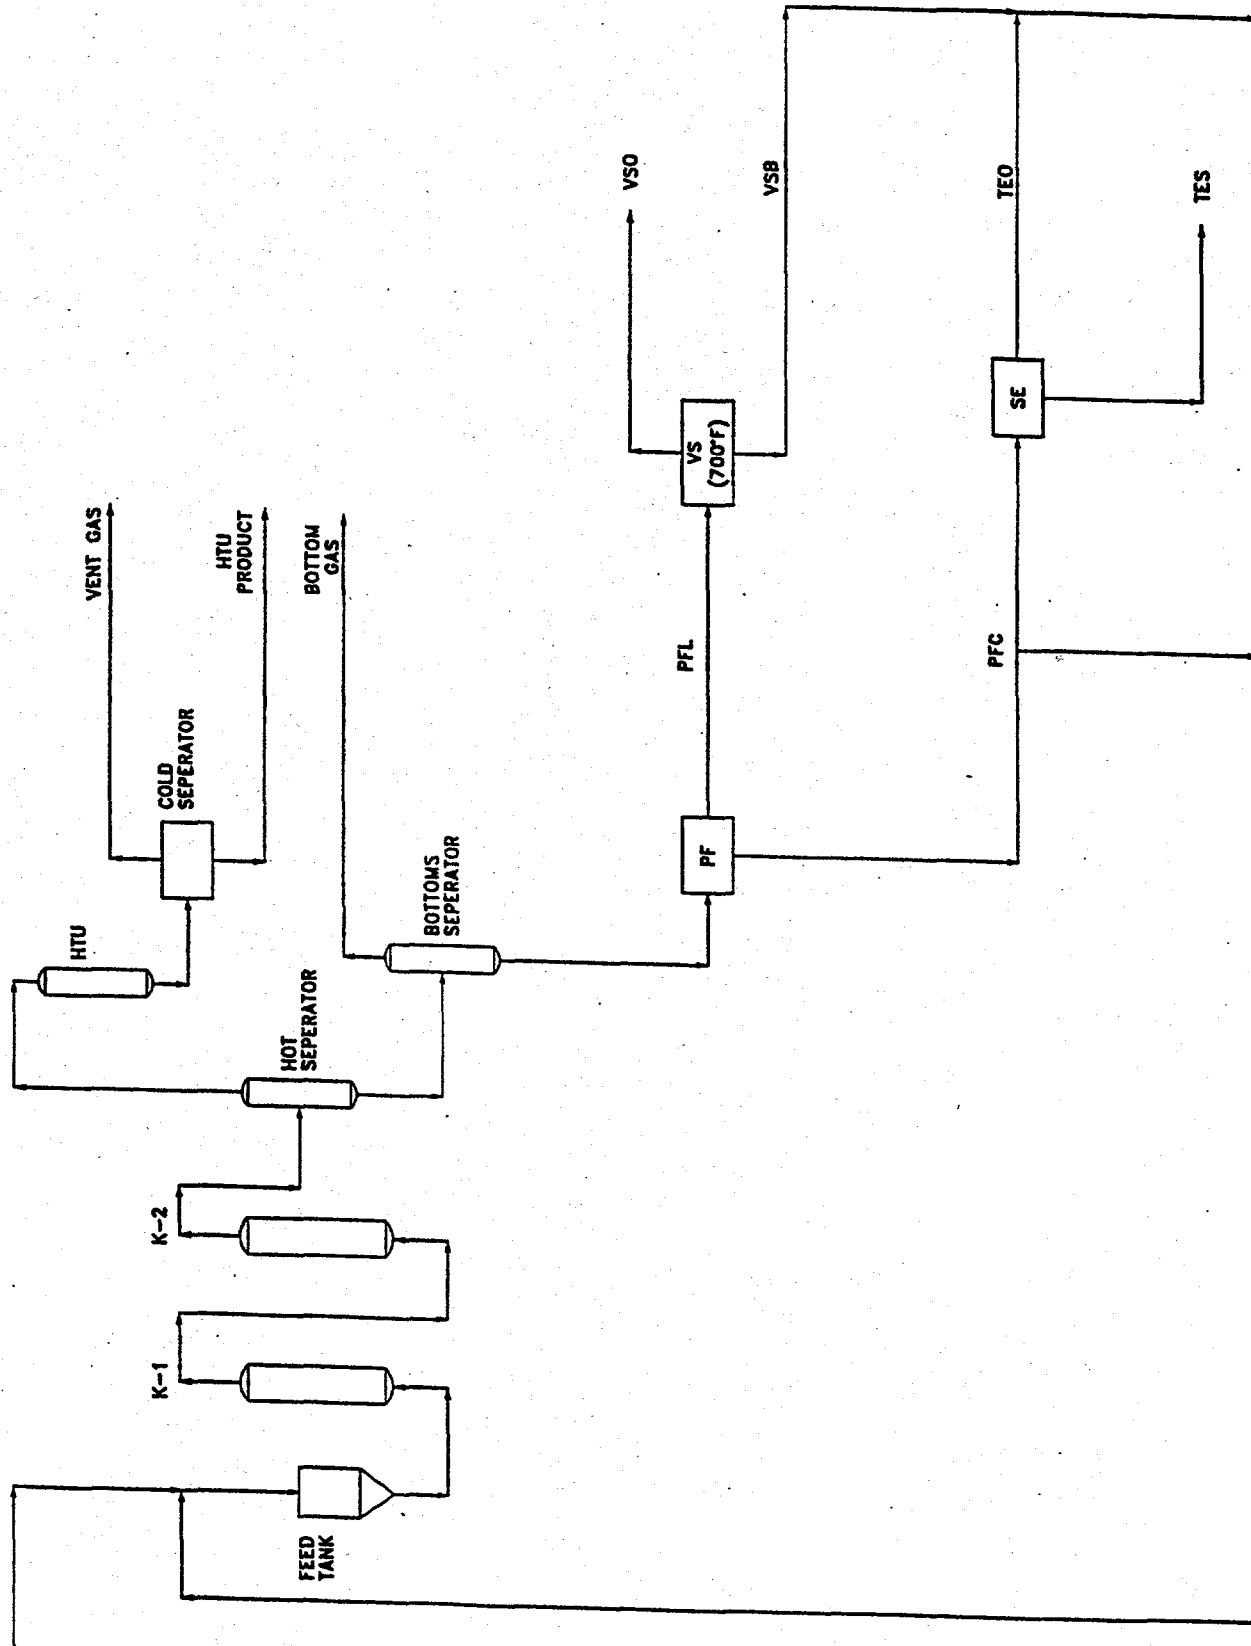 FEED
TANK
K-1
K-2
HOT
SEPERATOR
HTU
COLD
SEPERATOR
VENT GAS
HTU
PRODUCT
BOTTOM
GAS
BOTTOMS
SEPERATOR
PF
PFL
VS
(700°F)
VSO
VSB
PFC
SE
TEO
TES